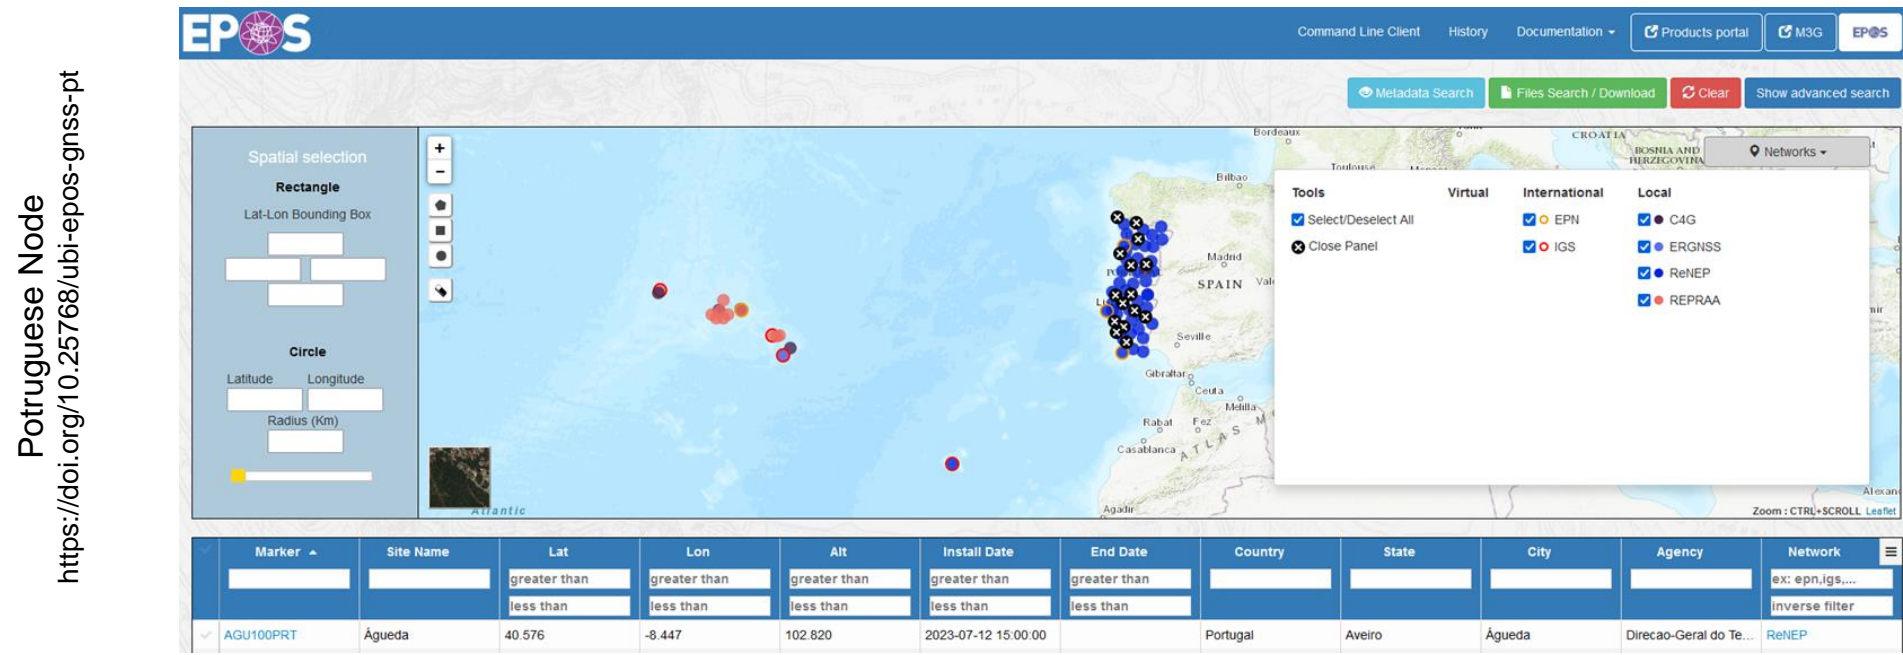 Potruguese Node
https://doi.org/10.25768/ubi-epos-gnss-pt
EPOS
Command Line Client
History
Documentation
Products portal
M3G
EPOS
Metadata Search
Files Search / Download
Clear
Show advanced search
Spatial selection
Rectangle
Lat-Lon Bounding Box
Circle
Latitude Longitude
Radius (Km)
+
−
Bordeaux
Toulouse
CROATIA
BOSNIA AND
HERZEGOVINA
Bilbao
Madrid
SPAIN
Seville
Gibraltar
Ceuta
Melilla
Rabat
Fez
Casablanca
Agadir
Atlantic
Networks
Tools Virtual International Local
Select/Deselect All
Close Panel
EPN
IGS
C4G
ERGNSS
ReNEP
REPRAA
Zoom : CTRL+SCROLL Leaflet
Marker Site Name Lat Lon Alt Install Date End Date Country State City Agency Network
greater than greater than greater than greater than greater than ex: epn,igs,...
less than less than less than less than less than inverse filter
AGU100PRT Águeda 40.576 -8.447 102.820 2023-07-12 15:00:00 Portugal Aveiro Águeda Direcao-Geral do Te... ReNEP